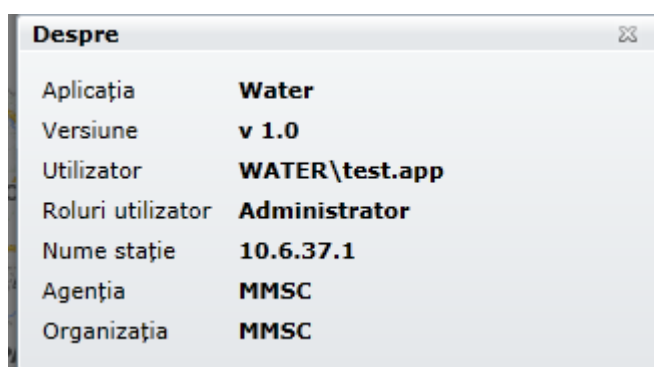 Despre
Aplicația Water
Versiune v 1.0
Utilizator WATER\test.app
Roluri utilizator Administrator
Nume stație 10.6.37.1
Agenția MMSC
Organizația MMSC